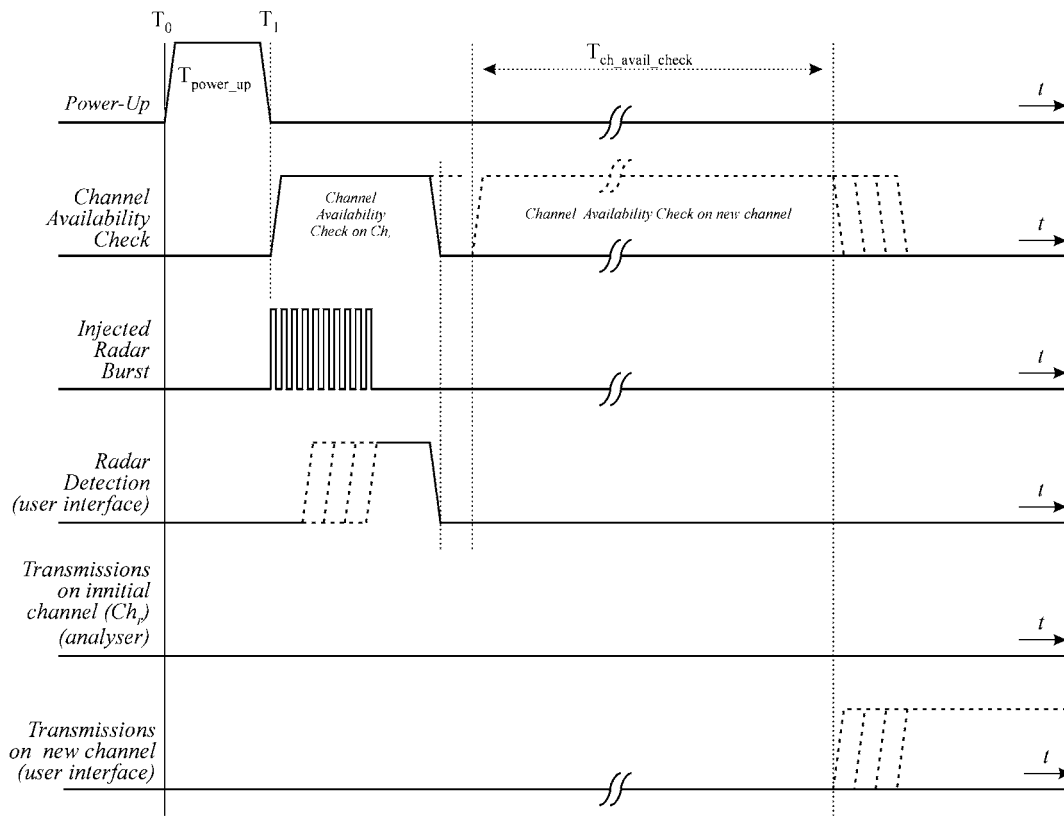 T0 T1
Tch_avail_check
Tpower_up
Power-Up
t
Channel
Availability
Check
Channel
Availability
Check on Chr
Channel Availability Check on new channel
t
Injected
Radar
Burst
t
Radar
Detection
(user interface)
t
Transmissions
on innitial
channel (Chr)
(analyser)
t
Transmissions
on new channel
(user interface)
t